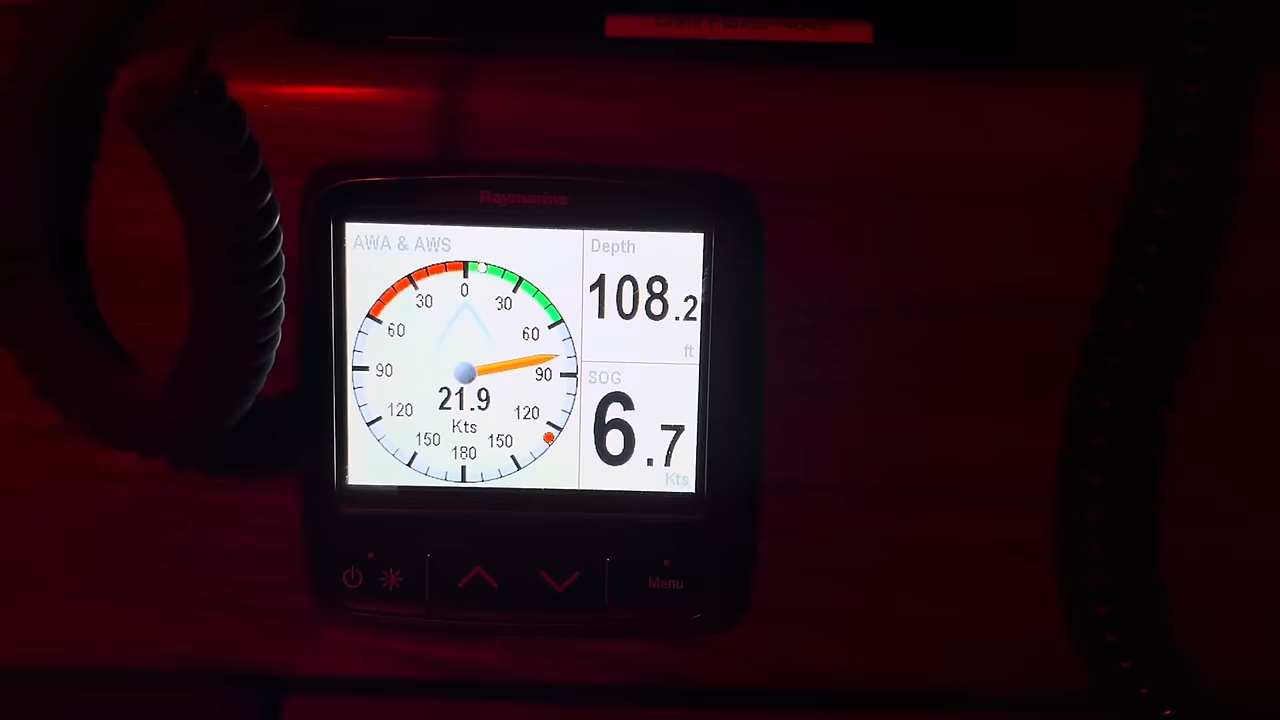 Raymarine
AWA & AWS
0
30
30
60
60
90
90
120
120
150
150
180
21.9
Kts
Depth
108.2
ft
SOG
6.7
Kts
Menu